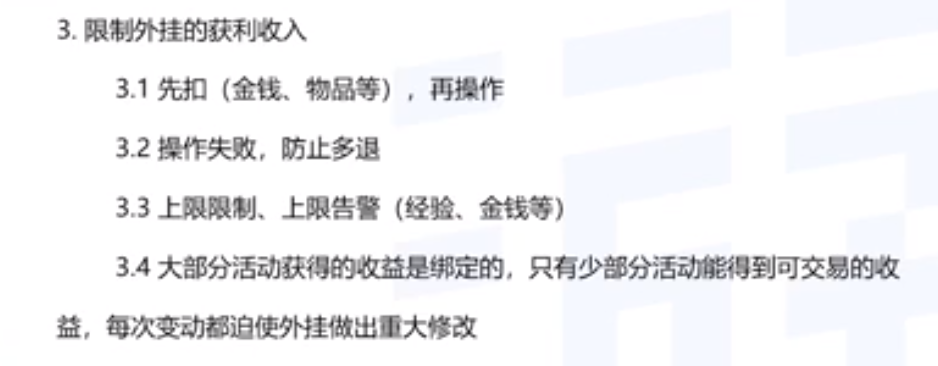 3. 限制外挂的获利收入
3.1 先扣（金钱、物品等），再操作
3.2 操作失败，防止多退
3.3 上限限制、上限告警（经验、金钱等）
3.4 大部分活动获得的收益是绑定的，只有少部分活动能得到可交易的收
益，每次变动都迫使外挂做出重大修改